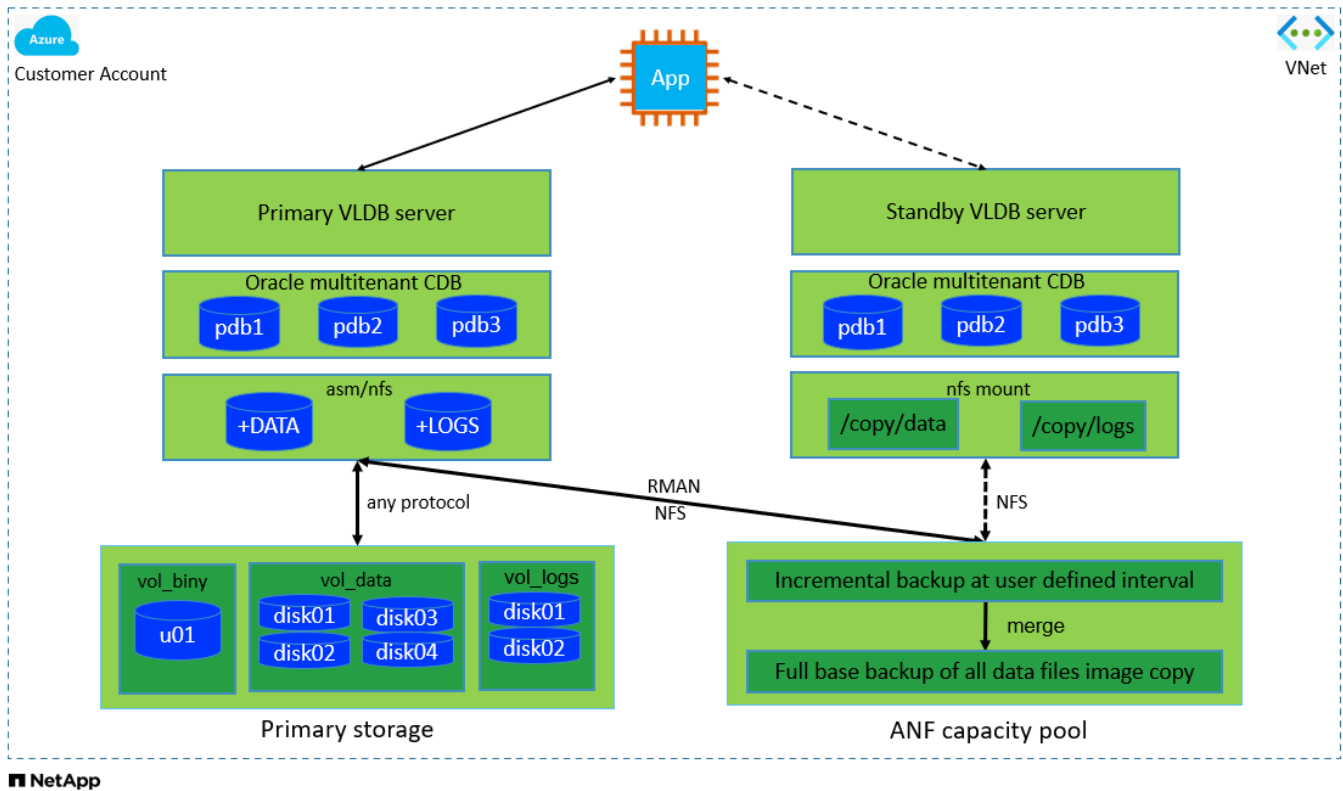 Azure
Customer Account
VNet
App
Primary VLDB server
Standby VLDB server
Oracle multitenant CDB
pdb1
pdb2
pdb3
Oracle multitenant CDB
pdb1
pdb2
pdb3
asm/nfs
+DATA
+LOGS
nfs mount
/copy/data
/copy/logs
any protocol
RMAN
NFS
NFS
vol_biny
u01
vol_data
disk01
disk03
disk02
disk04
vol_logs
disk01
disk02
Incremental backup at user defined interval
merge
Full base backup of all data files image copy
Primary storage
ANF capacity pool
NetApp